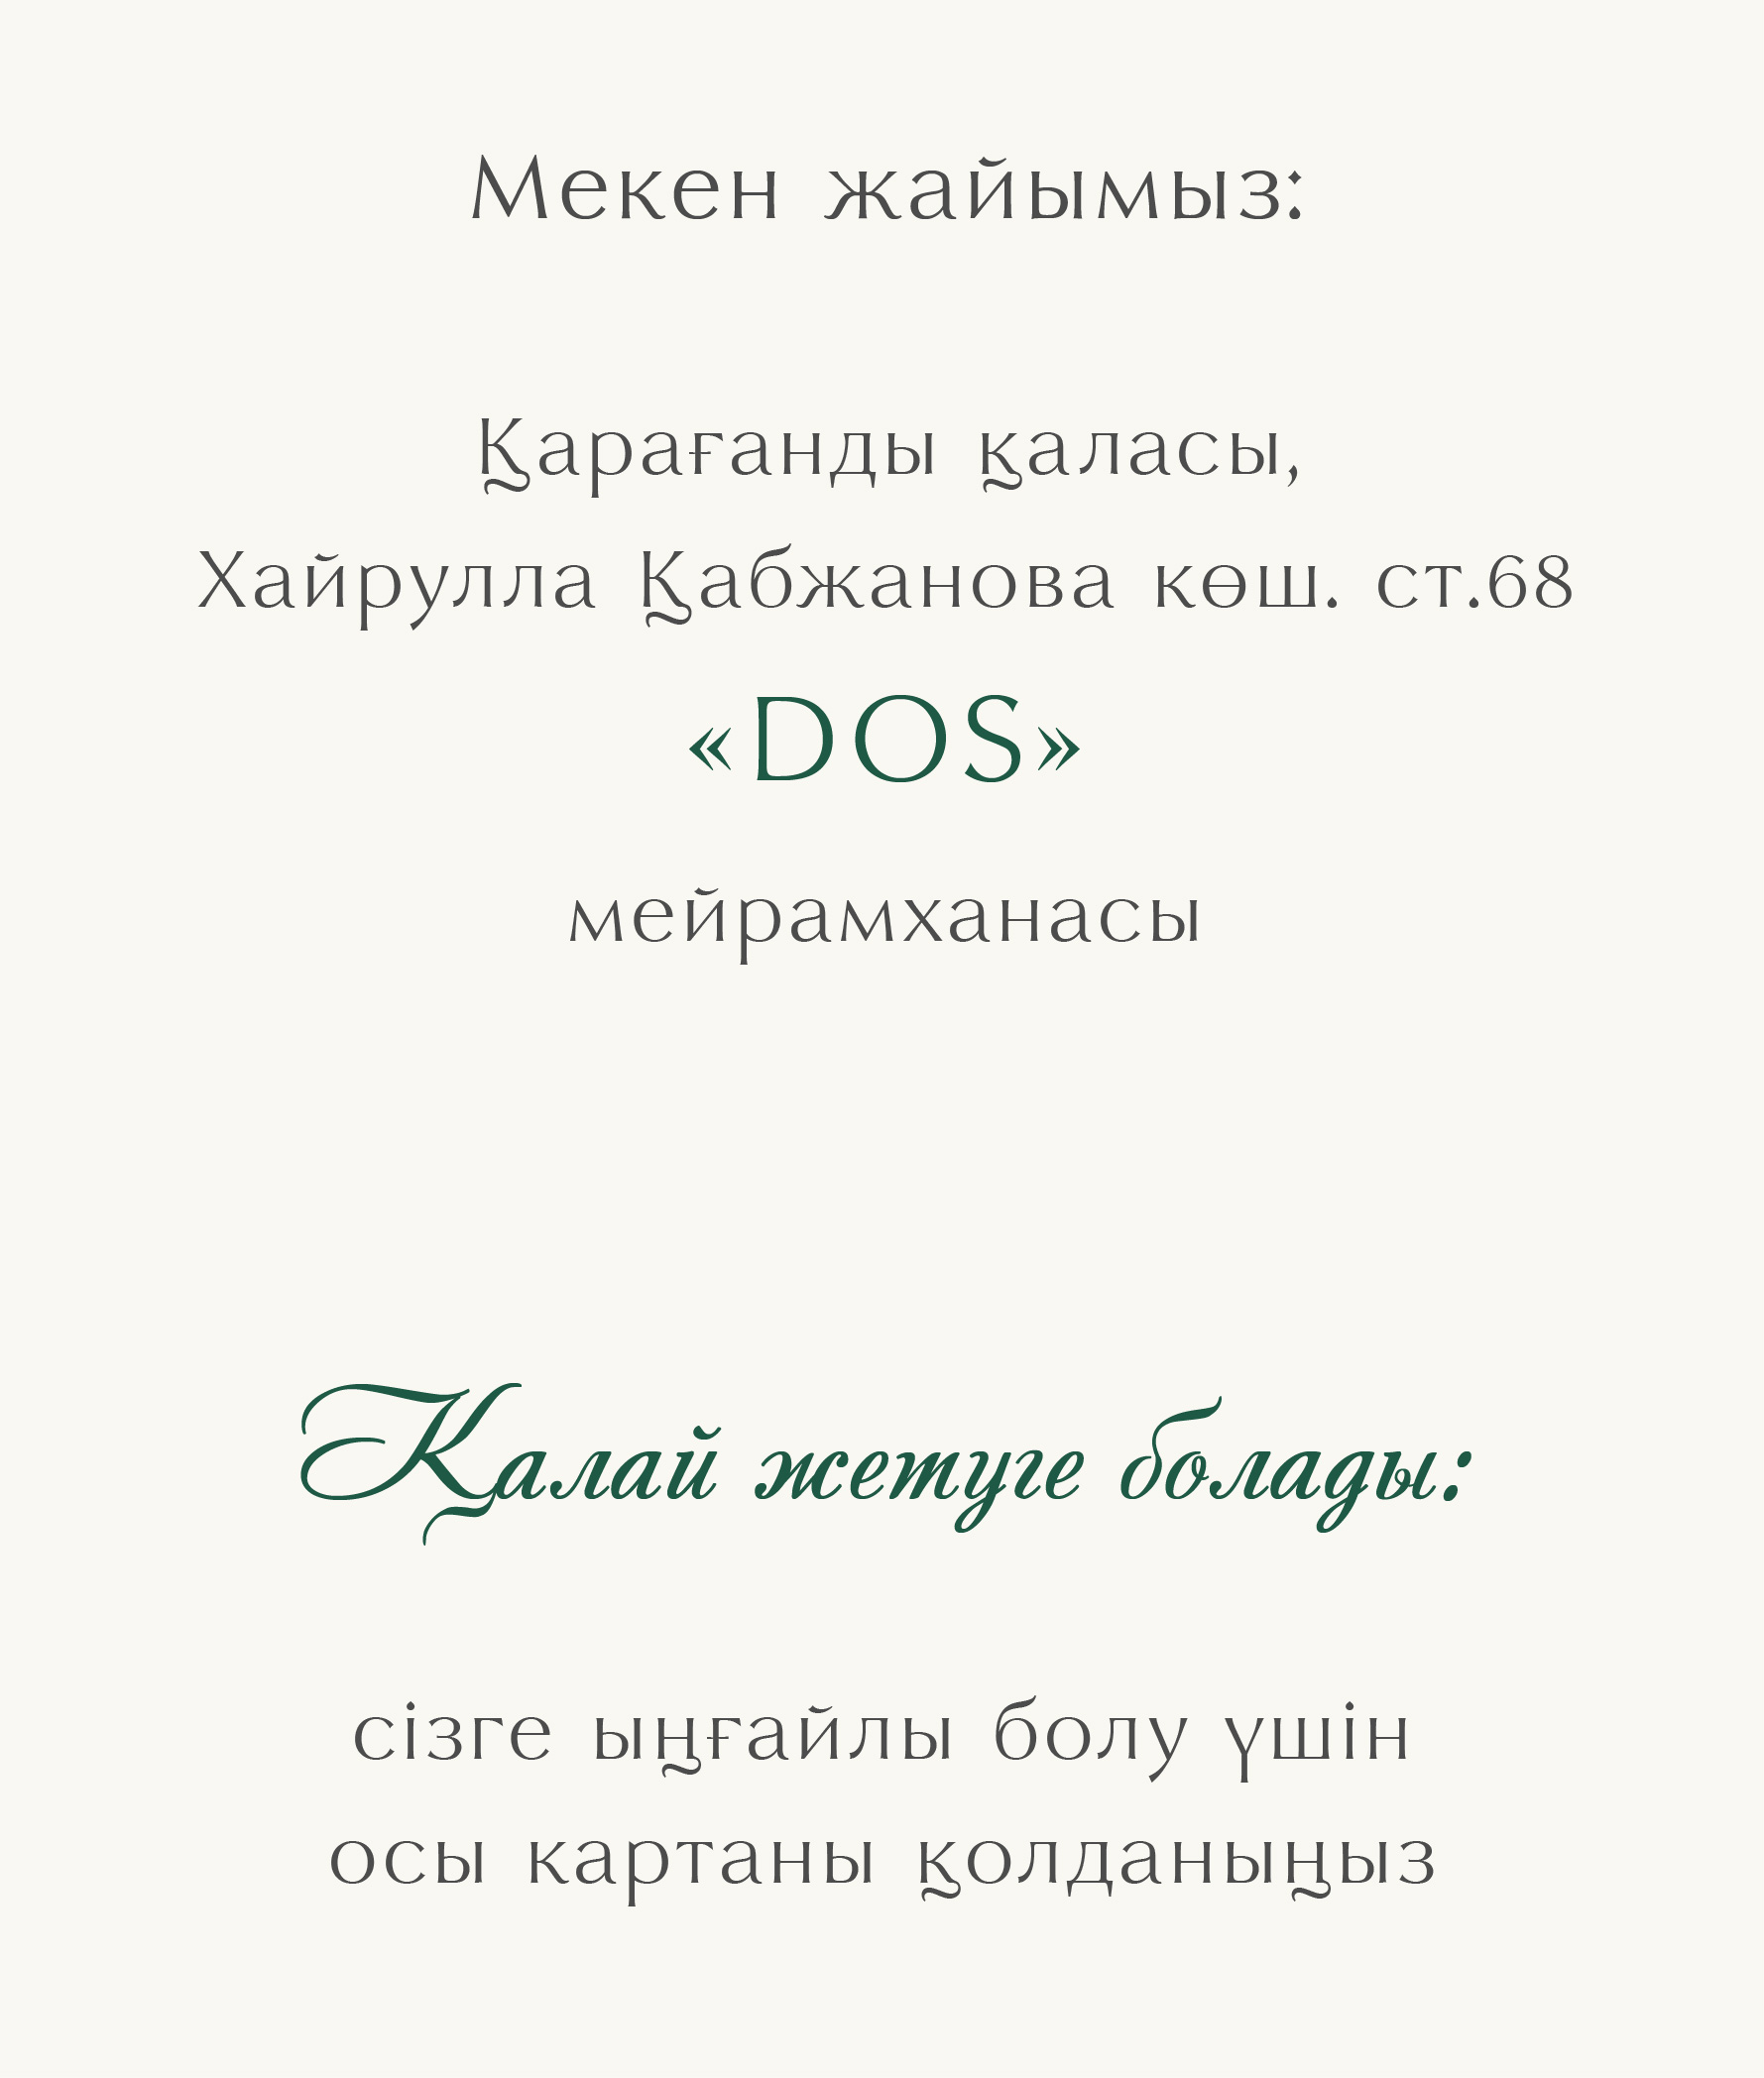 Мекен жайымыз:
Қарағанды қаласы,
Хайрулла Қабжанова көш. ст.68
«DOS»
мейрамханасы
Қалай жетуге болады:
сізге ыңғайлы болу үшін
осы картаны қолданыңыз